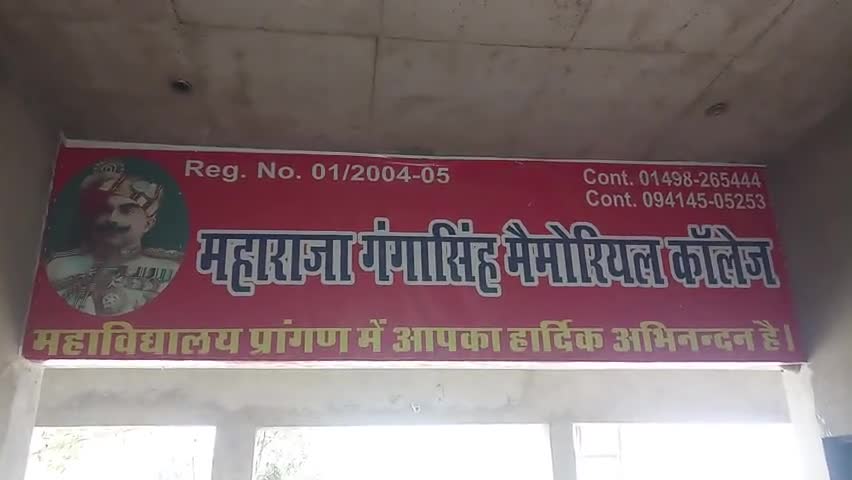 Reg. No. 01/2004-05
Cont. 01498-265444
Cont. 094145-05253
महाराजा गंगासिंह मैमोरियल कॉलेज
महाविद्यालय प्रांगण में आपका हार्दिक अभिनन्दन है।